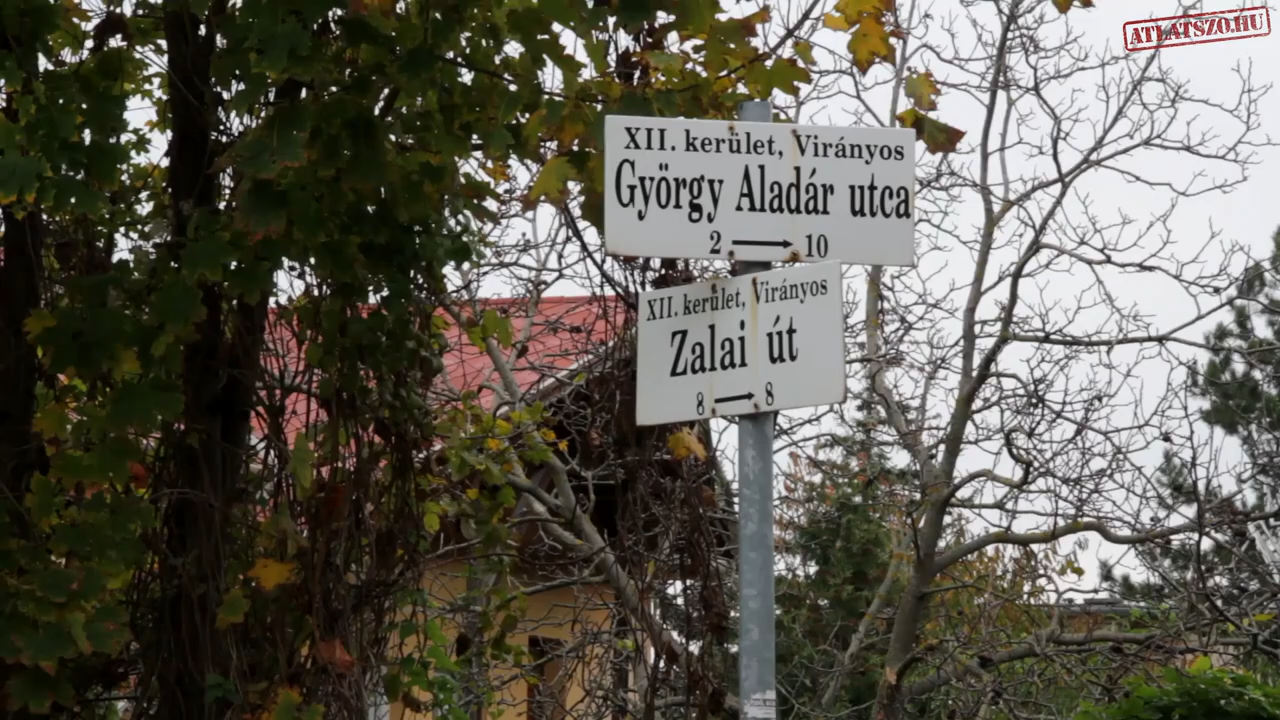 ATLATSZO.HU
XII. kerület, Virányos
György Aladár utca
2 → 10
XII. kerület, Virányos
Zalai út
8 → 8